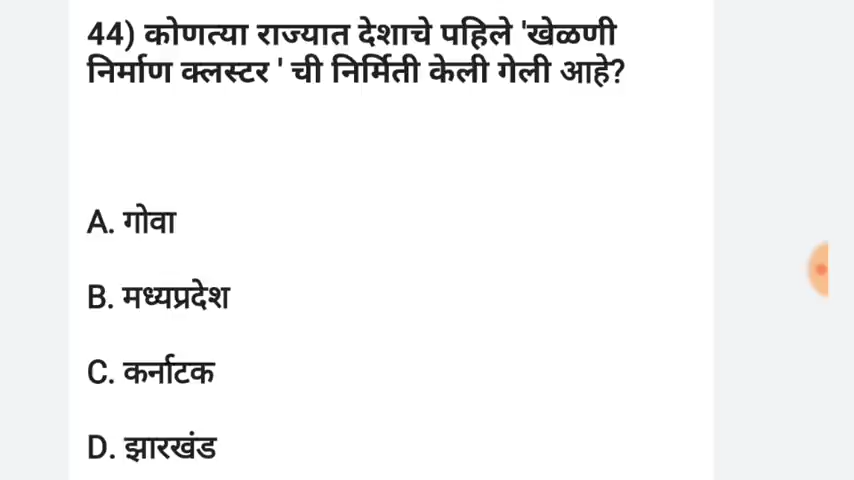 44) कोणत्या राज्यात देशाचे पहिले 'खेळणी
निर्माण क्लस्टर ' ची निर्मिती केली गेली आहे?
A. गोवा
B. मध्यप्रदेश
C. कर्नाटक
D. झारखंड